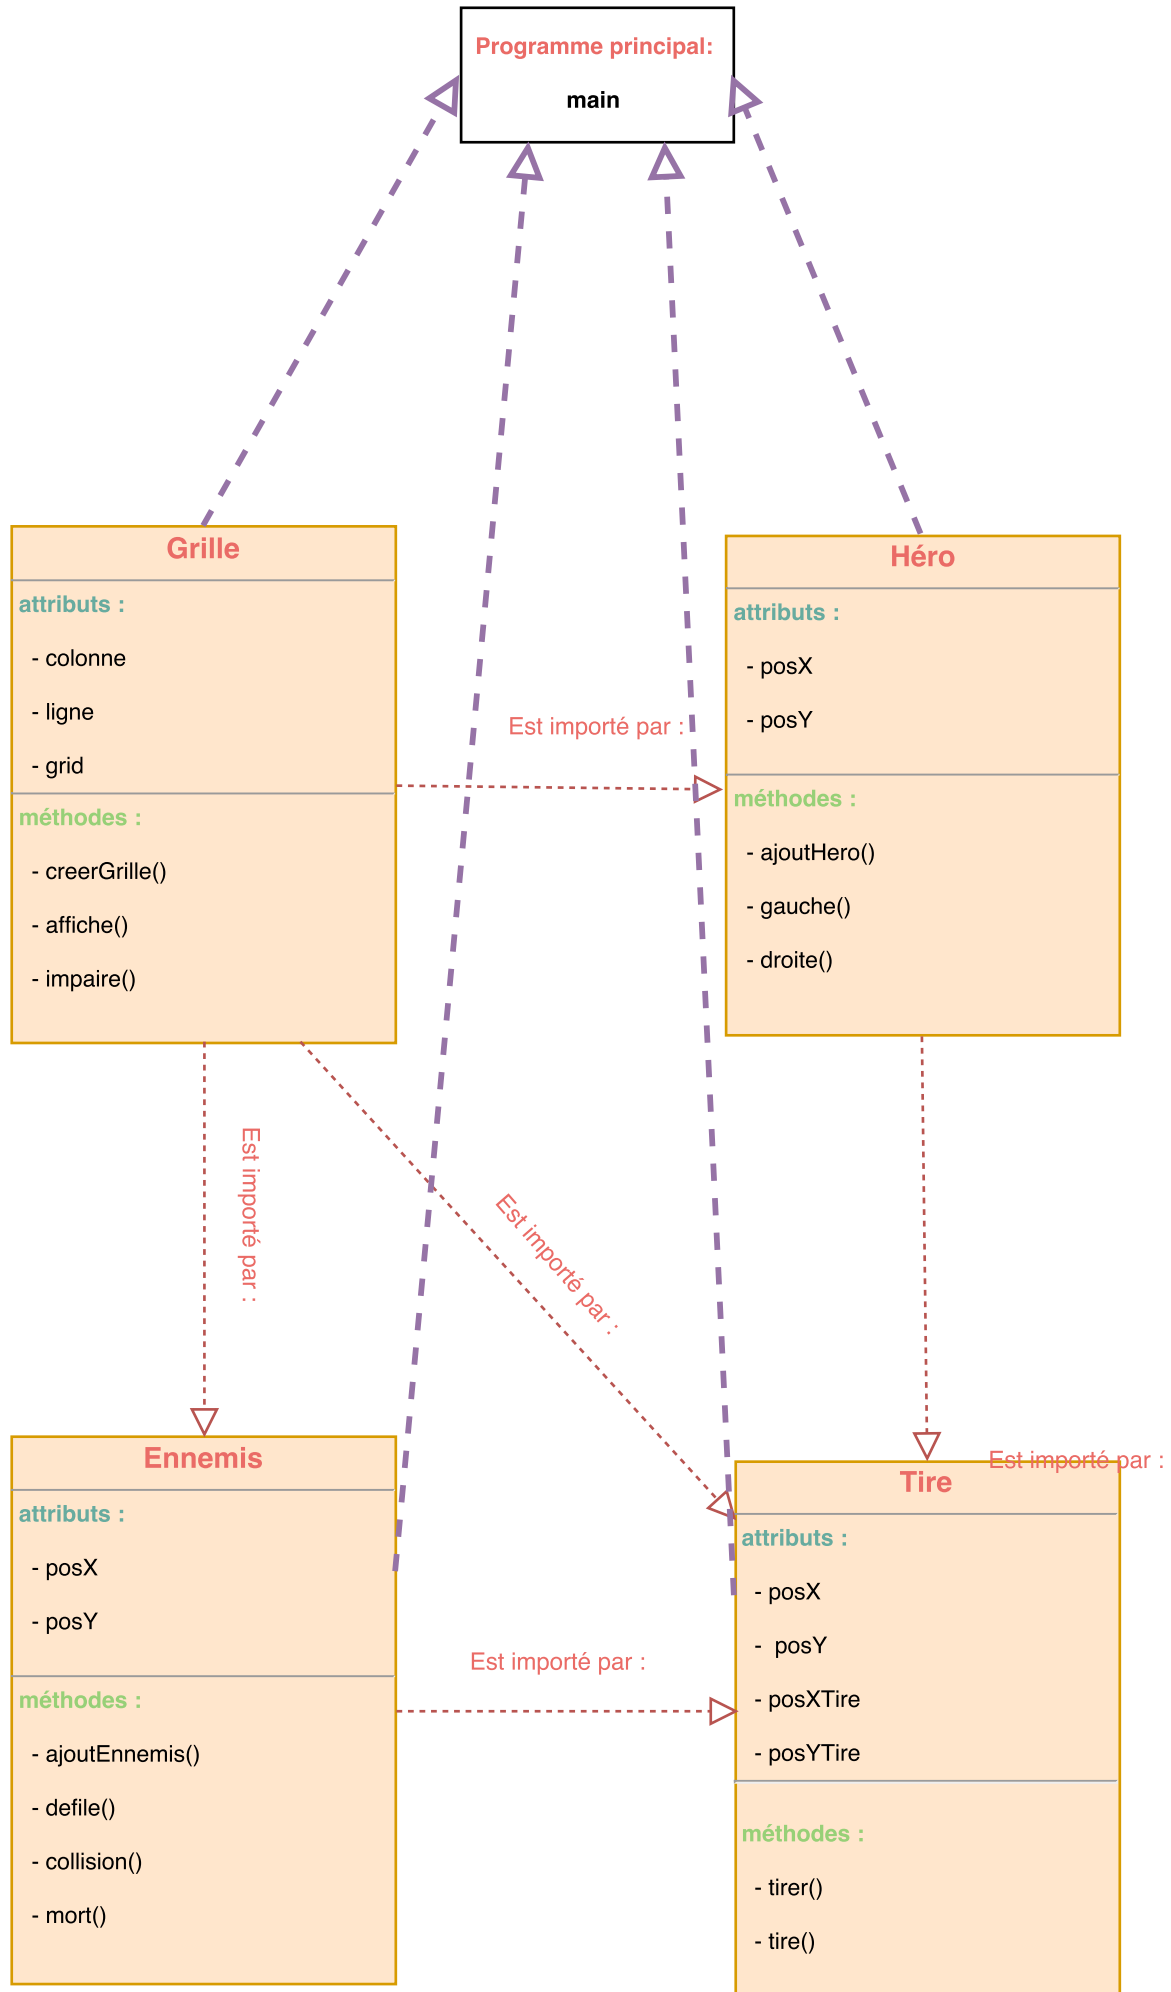 Programme principal:
main
Grille
attributs :
- colonne
- ligne
- grid
méthodes :
- creerGrille()
- affiche()
- impaire()
Est importé par :
Héro
attributs :
- posX
- posY
méthodes :
- ajoutHero()
- gauche()
- droite()
Est importé par :
Est importé par :
Est importé par :
Ennemis
attributs :
- posX
- posY
méthodes :
- ajoutEnnemis()
- defile()
- collision()
- mort()
Est importé par :
Tire
attributs :
- posX
-  posY
- posXTire
- posYTire
méthodes :
- tirer()
- tire()